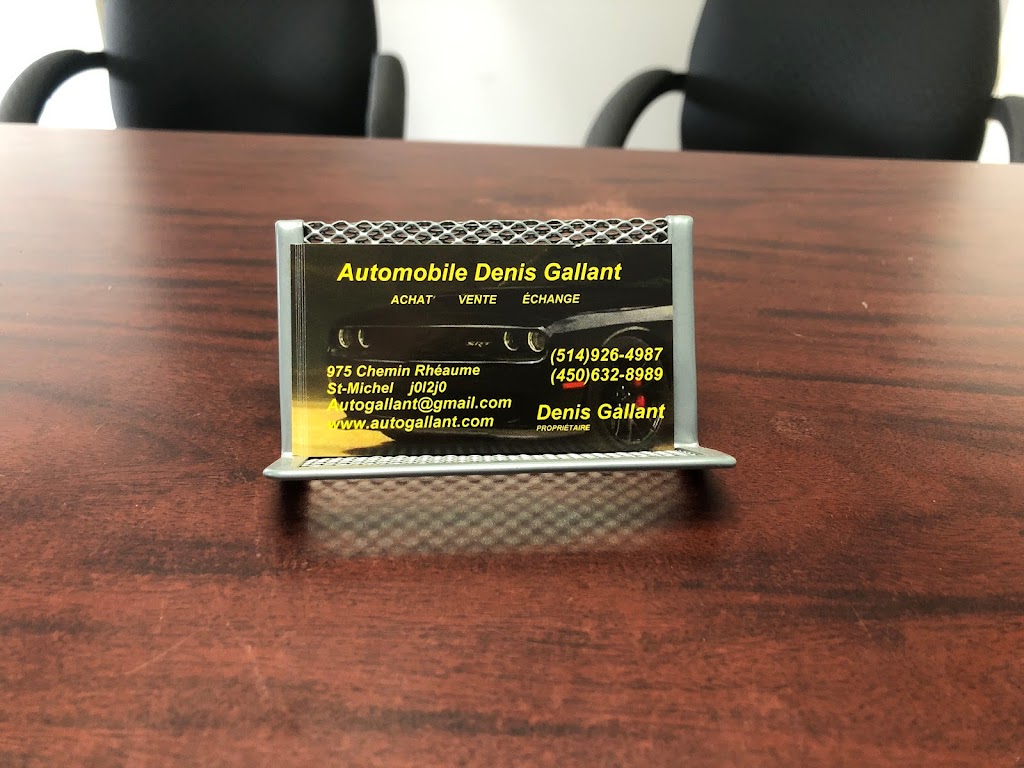 Automobile Denis Gallant
ACHAT' VENTE ÉCHANGE
SRT
(514)926-4987
(450)632-8989
975 Chemin Rhéaume
St-Michel j0l2j0
Autogallant@gmail.com
www.autogallant.com
Denis Gallant
PROPRIÉTAIRE